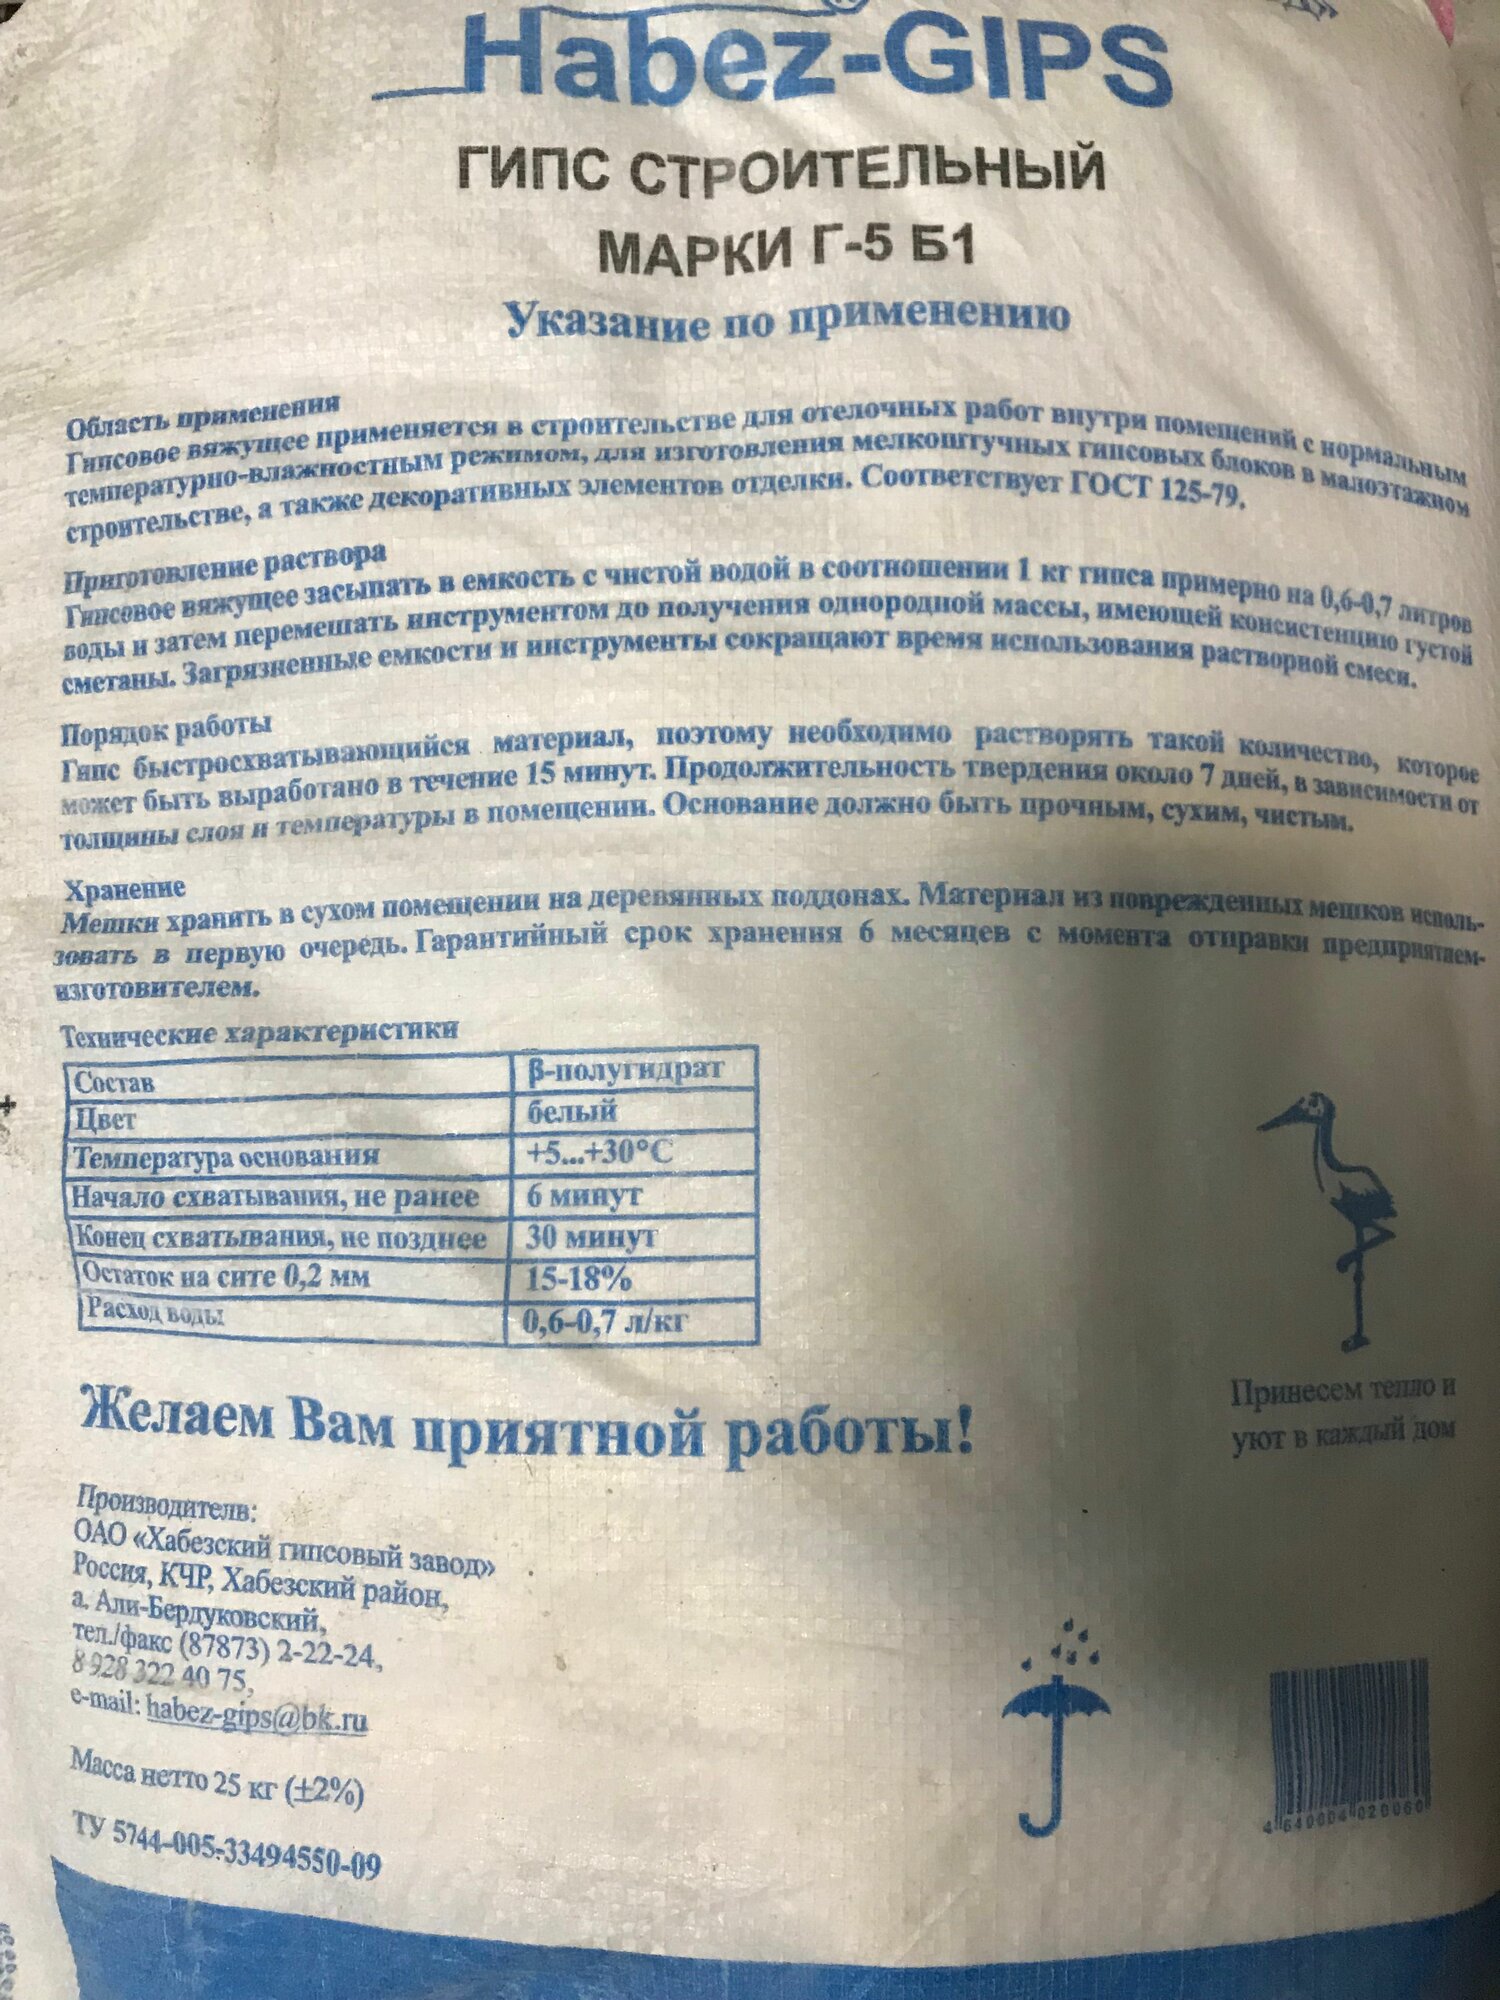 Habez-GIPS
ГИПС СТРОИТЕЛЬНЫЙ
МАРКИ Г-5 Б1
Указание по применению
Область применения
Гипсовое вяжущее применяется в строительстве для отелочных работ внутри помещений с нормальным
температурно-влажностным режимом, для изготовления мелкоштучных гипсовых блоков в малоэтажном
строительстве, а также декоративных элементов отделки. Соответствует ГОСТ 125-79.
Приготовление раствора
Гипсовое вяжущее засыпать в емкость с чистой водой в соотношении 1 кг гипса примерно на 0,6-0,7 литров
воды и затем перемешать инструментом до получения однородной массы, имеющей консистенцию густой
сметаны. Загрязненные емкости и инструменты сокращают время использования растворной смеси.
Порядок работы
Гипс быстросхватывающийся материал, поэтому необходимо растворять такой количество, которое
может быть выработано в течение 15 минут. Продолжительность твердения около 7 дней, в зависимости от
толщины слоя и температуры в помещении. Основание должно быть прочным, сухим, чистым.
Хранение
Мешки хранить в сухом помещении на деревянных поддонах. Материал из поврежденных мешков исполь-
зовать в первую очередь. Гарантийный срок хранения 6 месяцев с момента отправки предприятием-
изготовителем.
Технические характеристики
Состав β-полугидрат
Цвет белый
Температура основания +5...+30°C
Начало схватывания, не ранее 6 минут
Конец схватывания, не позднее 30 минут
Остаток на сите 0,2 мм 15-18%
Расход воды 0,6-0,7 л/кг
Принесем тепло и
уют в каждый дом
Желаем Вам приятной работы!
Производитель:
ОАО «Хабезский гипсовый завод»
Россия, КЧР, Хабезский район,
а. Али-Бердуковский,
тел./факс (87873) 2-22-24,
8 928 322 40 75,
e-mail: habez-gips@bk.ru
Масса нетто 25 кг (±2%)
ТУ 5744-005-33494550-09
4 640004 020060